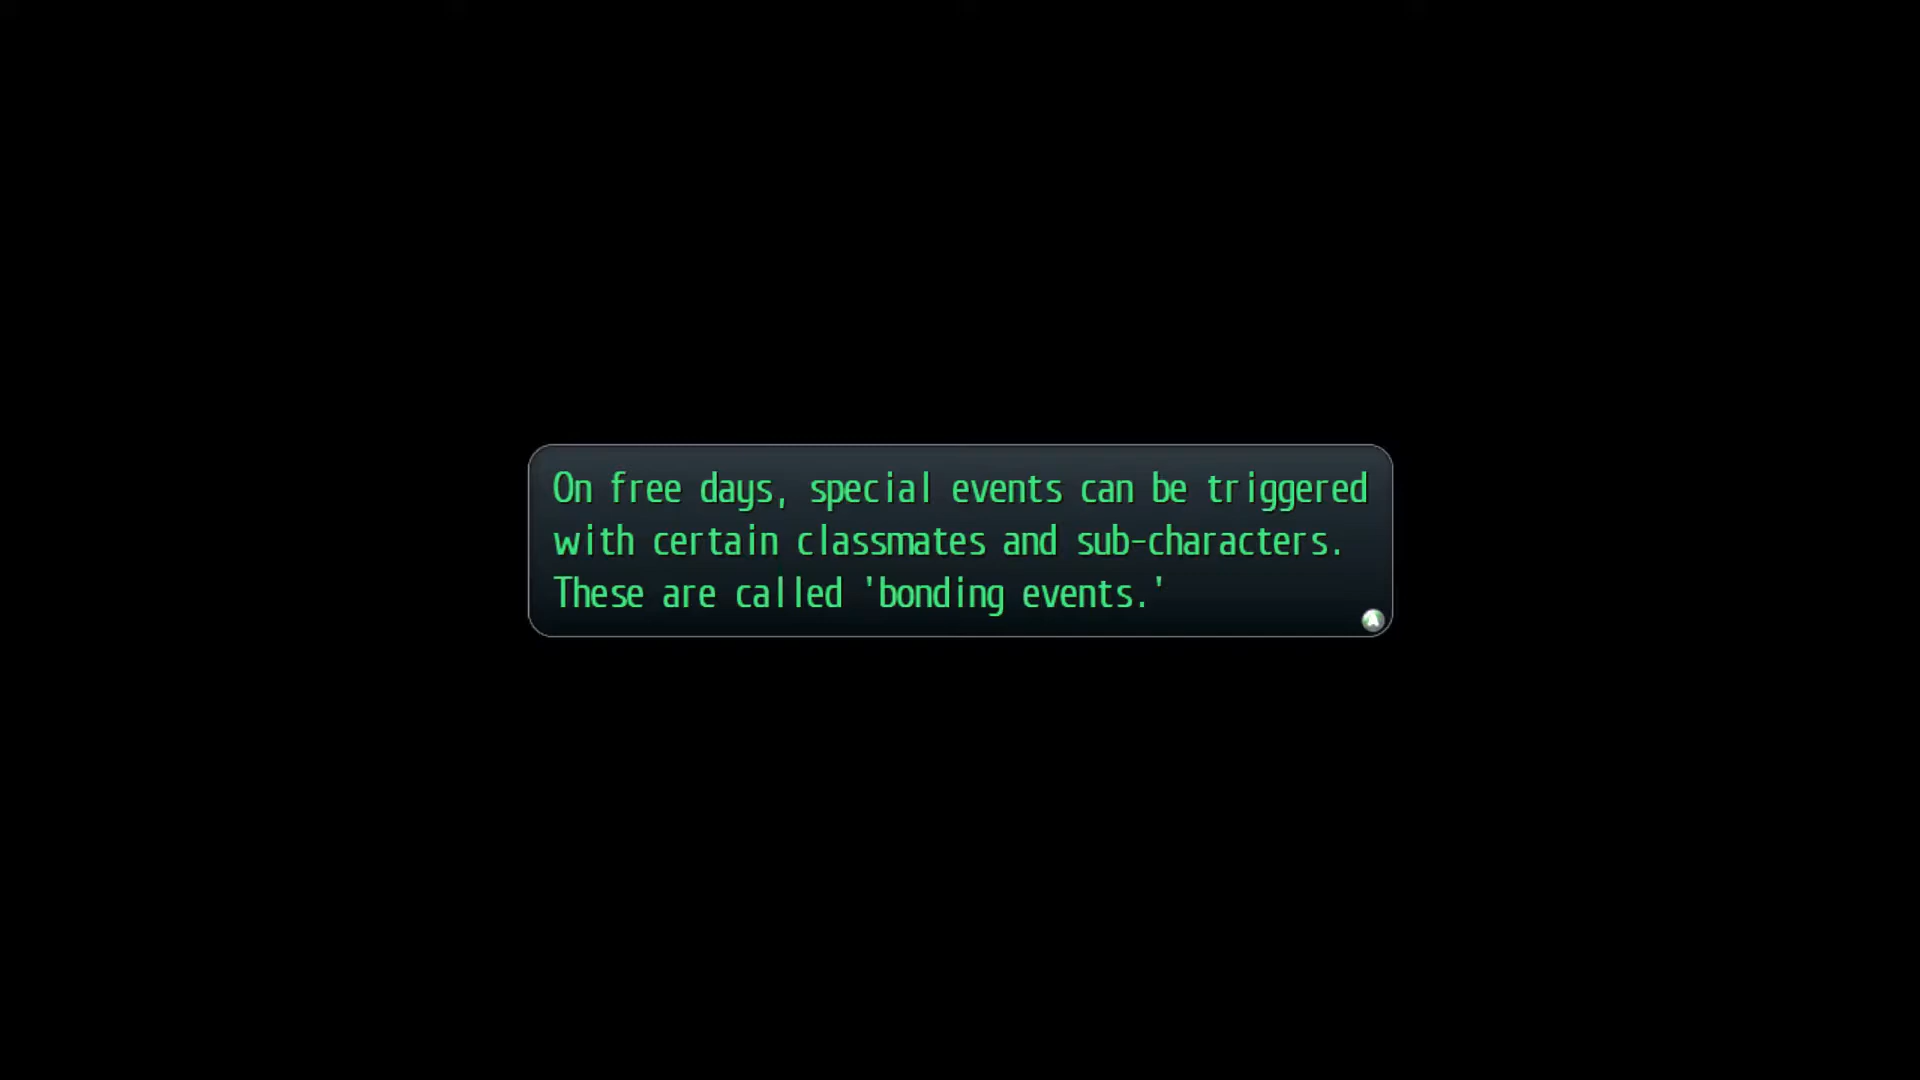 On free days, special events can be triggered
with certain classmates and sub-characters.
These are called 'bonding events.'